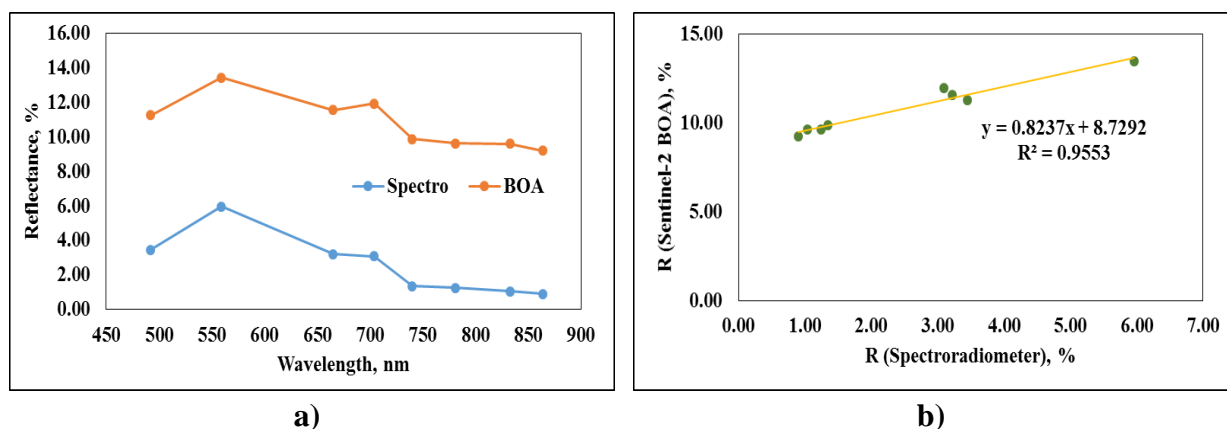 16.00
14.00
12.00
10.00
8.00
6.00
4.00
2.00
0.00
Reflectance, %
Spectro BOA
450 500 550 600 650 700 750 800 850 900
Wavelength, nm
a)
15.00
10.00
5.00
0.00
R (Sentinel-2 BOA), %
y = 0.8237x + 8.7292
R² = 0.9553
0.00 1.00 2.00 3.00 4.00 5.00 6.00 7.00
R (Spectroradiometer), %
b)